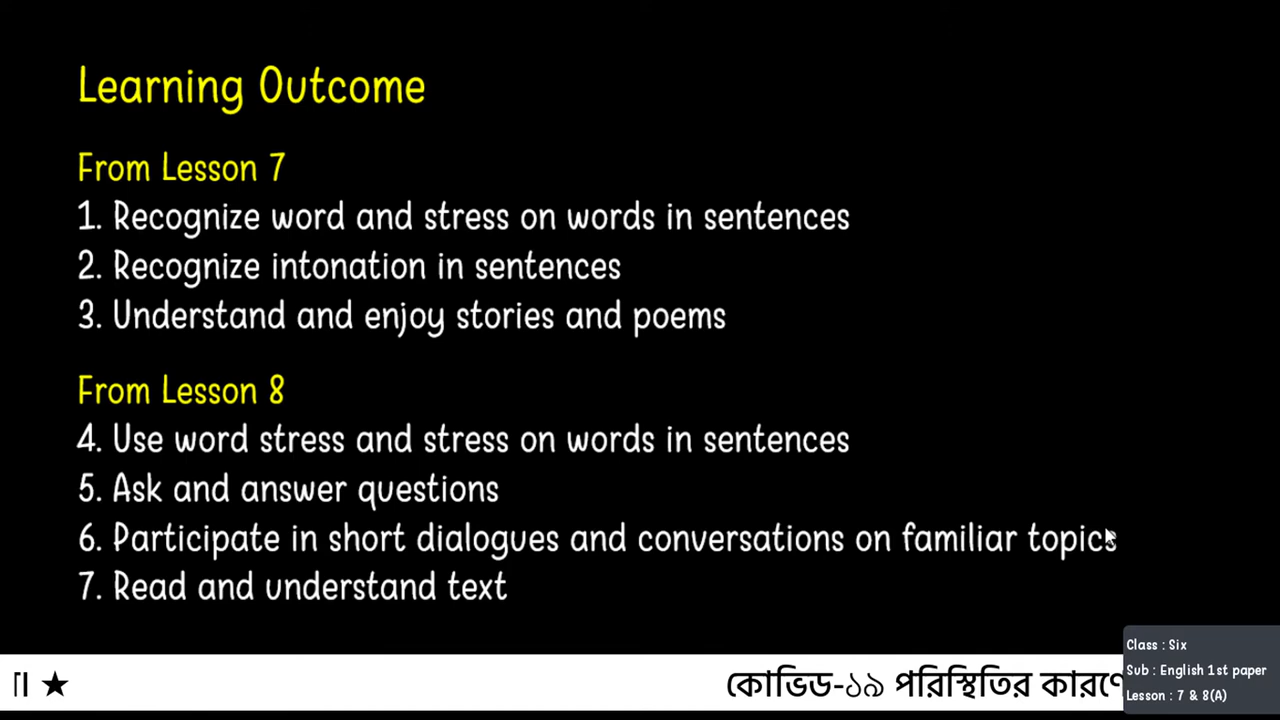 Learning Outcome
From Lesson 7
1. Recognize word and stress on words in sentences
2. Recognize intonation in sentences
3. Understand and enjoy stories and poems
From Lesson 8
4. Use word stress and stress on words in sentences
5. Ask and answer questions
6. Participate in short dialogues and conversations on familiar topics
7. Read and understand text
Class : Six
Sub : English 1st paper
Lesson : 7 & 8(A)
★ কোভিড-১৯ পরিস্থিতির কারণে